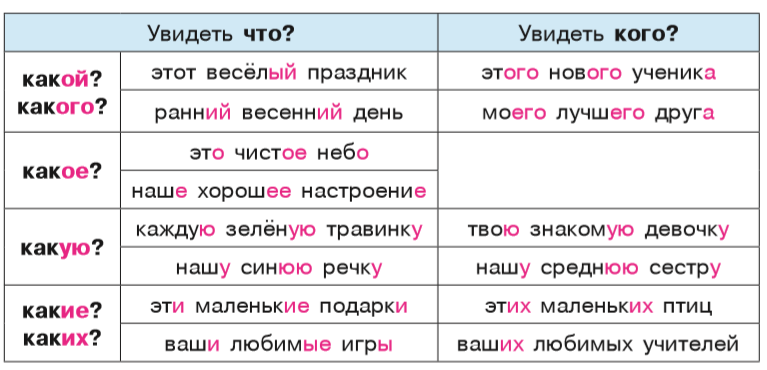 Увидеть что? Увидеть кого?
какой? этот весёлый праздник этого нового ученика
какого? ранний весенний день моего лучшего друга
какое? это чистое небо
наше хорошее настроение
какую? каждую зелёную травинку твою знакомую девочку
нашу синюю речку нашу среднюю сестру
какие? эти маленькие подарки этих маленьких птиц
каких? ваши любимые игры ваших любимых учителей